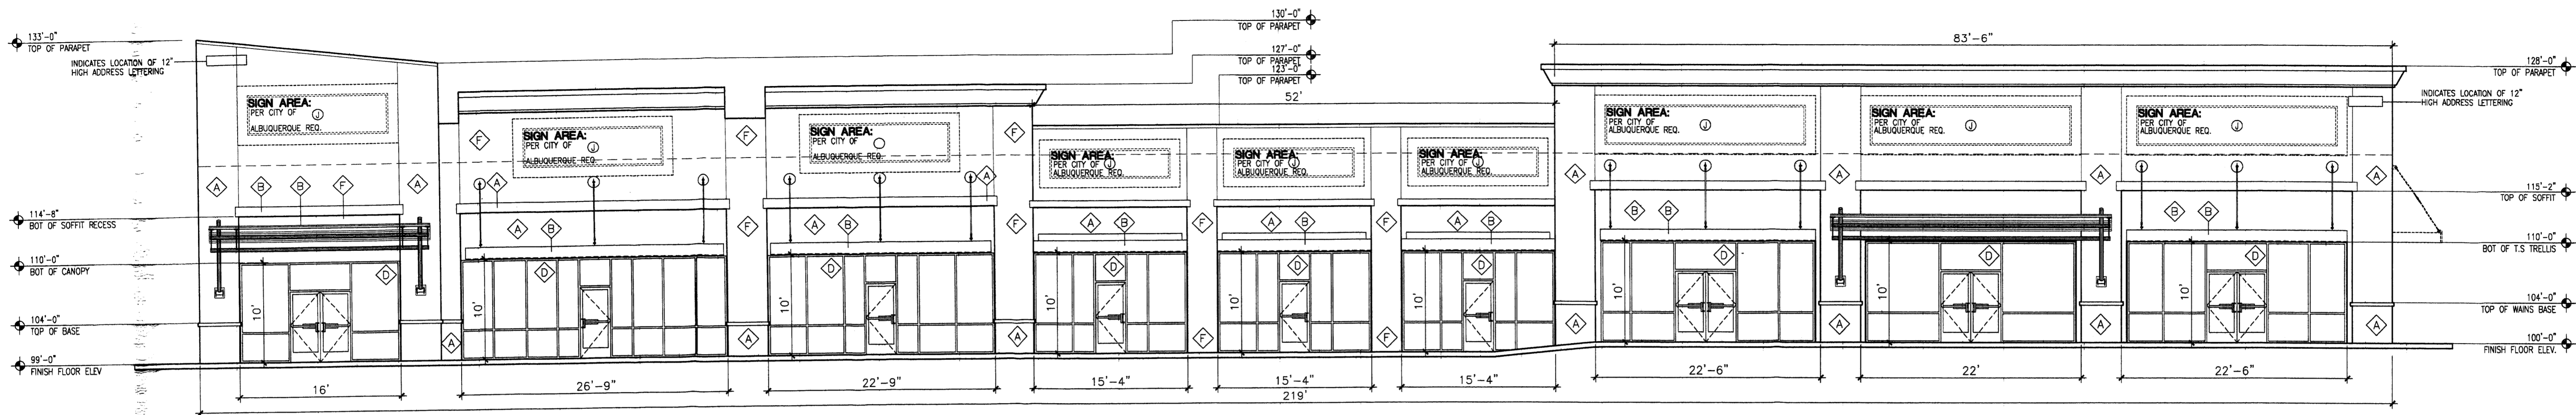 133'-0"
TOP OF PARAPET
INDICATES LOCATION OF 12"
HIGH ADDRESS LETTERING
130'-0"
TOP OF PARAPET
127'-0"
TOP OF PARAPET
123'-0"
TOP OF PARAPET
52'
83'-6"
128'-0"
TOP OF PARAPET
INDICATES LOCATION OF 12"
HIGH ADDRESS LETTERING
SIGN AREA:
PER CITY OF
J
ALBUQUERQUE REQ.
SIGN AREA:
PER CITY OF
J
ALBUQUERQUE REQ.
SIGN AREA:
PER CITY OF
ALBUQUERQUE REQ.
SIGN AREA:
PER CITY OF J
ALBUQUERQUE REQ.
SIGN AREA:
PER CITY OF J
ALBUQUERQUE REQ.
SIGN AREA:
PER CITY OF J
ALBUQUERQUE REQ.
SIGN AREA:
PER CITY OF
ALBUQUERQUE REQ. J
SIGN AREA:
PER CITY OF
ALBUQUERQUE REQ. J
SIGN AREA:
PER CITY OF
ALBUQUERQUE REQ. J
F F F
A B B F A A A A A A A
114'-8"
BOT OF SOFFIT RECESS
115'-2"
TOP OF SOFFIT
A B F A B F A B F A B F A B F A B B B B B
110'-0"
BOT OF CANOPY
110'-0"
BOT OF T.S TRELLIS
D D D D D D D D D
10' 10' 10' 10' 10' 10' 10' 10' 10'
104'-0"
TOP OF BASE
104'-0"
TOP OF WAINS BASE
A A A F F A A A A
99'-0"
FINISH FLOOR ELEV
100'-0"
FINISH FLOOR ELEV.
16' 26'-9" 22'-9" 15'-4" 15'-4" 15'-4" 22'-6" 22' 22'-6"
219'